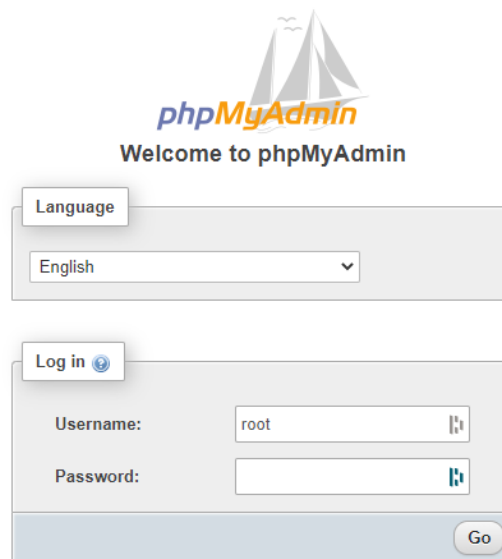 phpMyAdmin
Welcome to phpMyAdmin
Language
English
Log in
Username:
root
Password:
Go